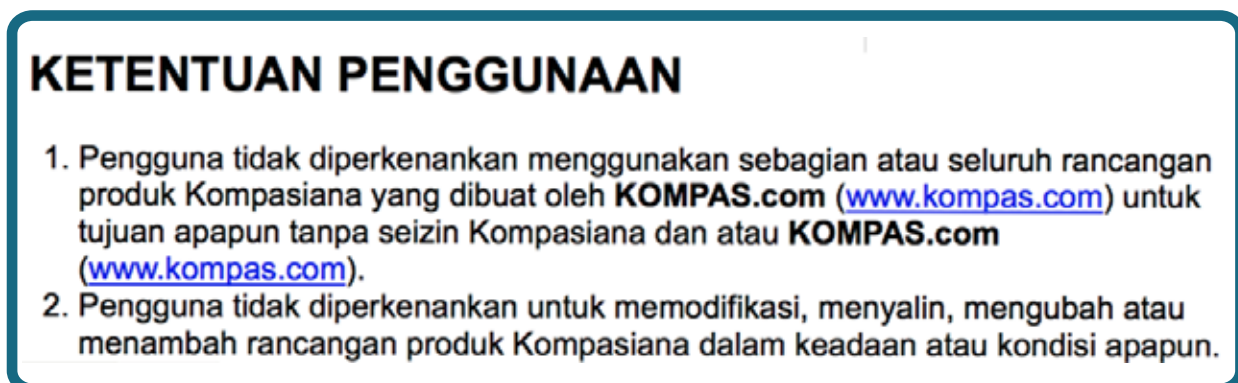 KETENTUAN PENGGUNAAN
1. Pengguna tidak diperkenankan menggunakan sebagian atau seluruh rancangan
produk Kompasiana yang dibuat oleh KOMPAS.com (www.kompas.com) untuk
tujuan apapun tanpa seizin Kompasiana dan atau KOMPAS.com
(www.kompas.com).
2. Pengguna tidak diperkenankan untuk memodifikasi, menyalin, mengubah atau
menambah rancangan produk Kompasiana dalam keadaan atau kondisi apapun.